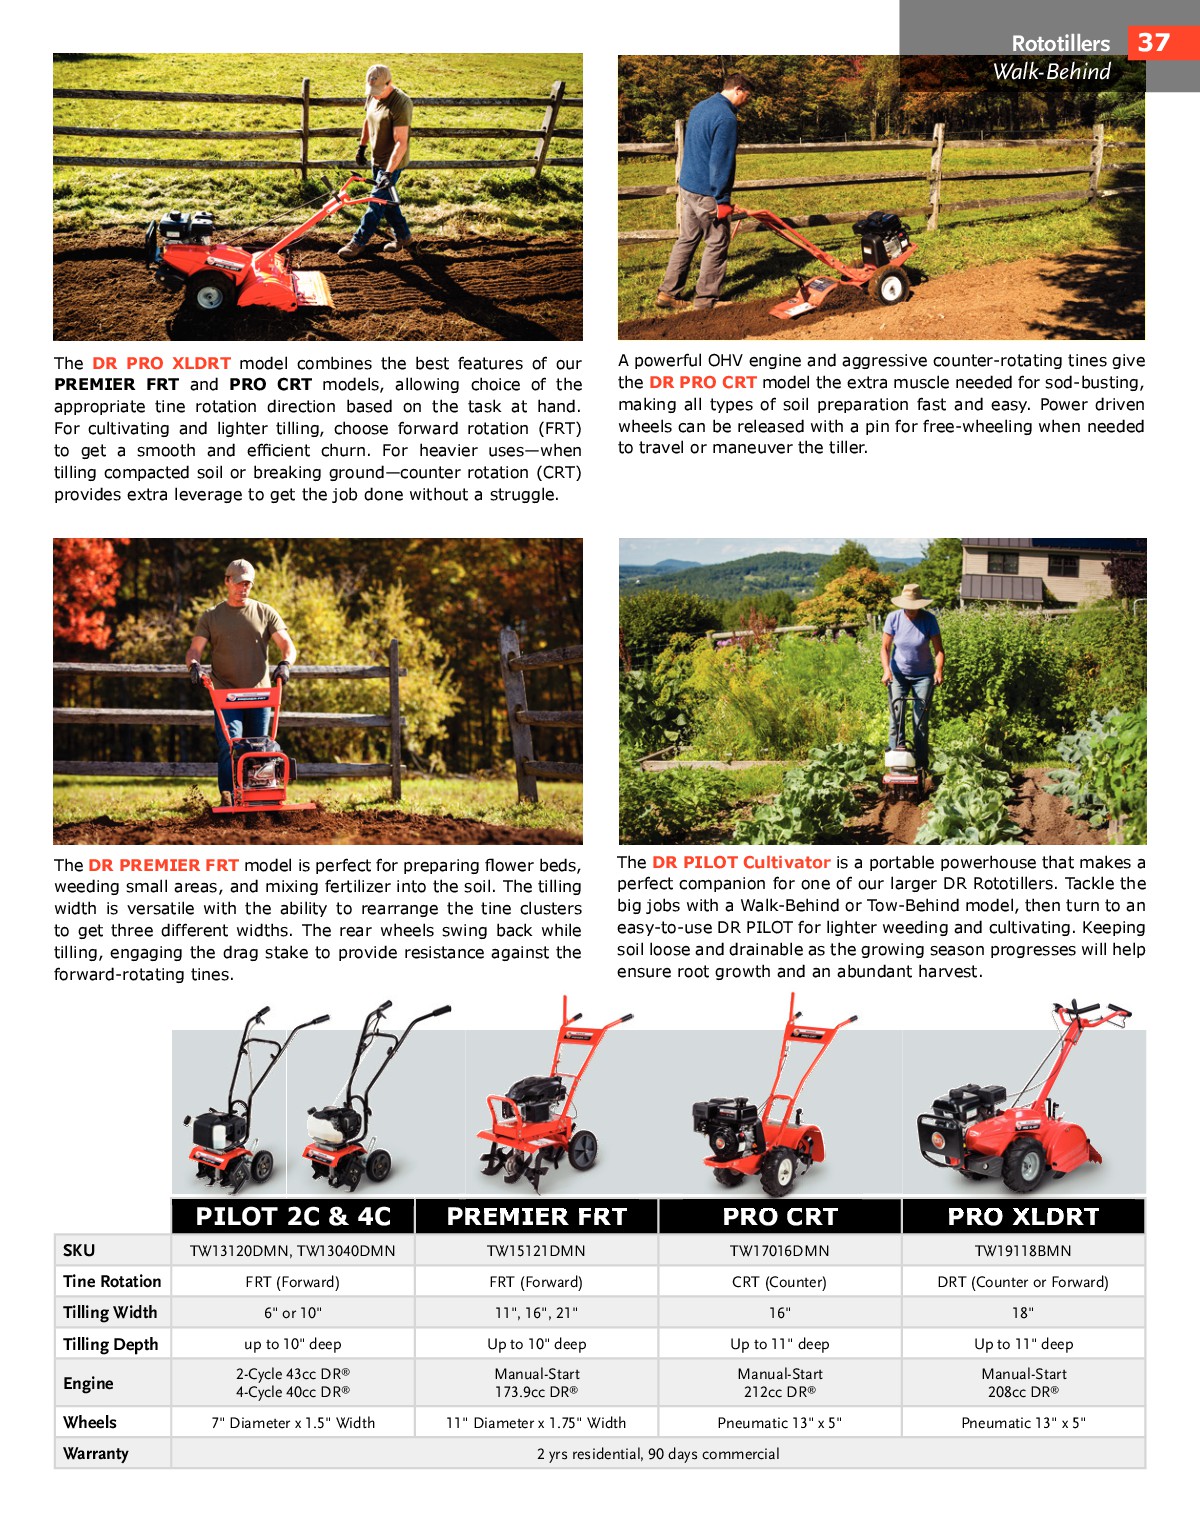 Rototillers 37
Walk-Behind
The DR PRO XLDRT model combines the best features of our
PREMIER FRT and PRO CRT models, allowing choice of the
appropriate tine rotation direction based on the task at hand.
For cultivating and lighter tilling, choose forward rotation (FRT)
to get a smooth and efficient churn. For heavier uses—when
tilling compacted soil or breaking ground—counter rotation (CRT)
provides extra leverage to get the job done without a struggle.
A powerful OHV engine and aggressive counter-rotating tines give
the DR PRO CRT model the extra muscle needed for sod-busting,
making all types of soil preparation fast and easy. Power driven
wheels can be released with a pin for free-wheeling when needed
to travel or maneuver the tiller.
The DR PREMIER FRT model is perfect for preparing flower beds,
weeding small areas, and mixing fertilizer into the soil. The tilling
width is versatile with the ability to rearrange the tine clusters
to get three different widths. The rear wheels swing back while
tilling, engaging the drag stake to provide resistance against the
forward-rotating tines.
The DR PILOT Cultivator is a portable powerhouse that makes a
perfect companion for one of our larger DR Rototillers. Tackle the
big jobs with a Walk-Behind or Tow-Behind model, then turn to an
easy-to-use DR PILOT for lighter weeding and cultivating. Keeping
soil loose and drainable as the growing season progresses will help
ensure root growth and an abundant harvest.
PILOT 2C & 4C PREMIER FRT PRO CRT PRO XLDRT
SKU TW13120DMN, TW13040DMN TW15121DMN TW17016DMN TW19118BMN
Tine Rotation FRT (Forward) FRT (Forward) CRT (Counter) DRT (Counter or Forward)
Tilling Width 6" or 10" 11", 16", 21" 16" 18"
Tilling Depth up to 10" deep Up to 10" deep Up to 11" deep Up to 11" deep
Engine 2-Cycle 43cc DR® Manual-Start Manual-Start Manual-Start
4-Cycle 40cc DR® 173.9cc DR® 212cc DR® 208cc DR®
Wheels 7" Diameter x 1.5" Width 11" Diameter x 1.75" Width Pneumatic 13" x 5" Pneumatic 13" x 5"
Warranty 2 yrs residential, 90 days commercial